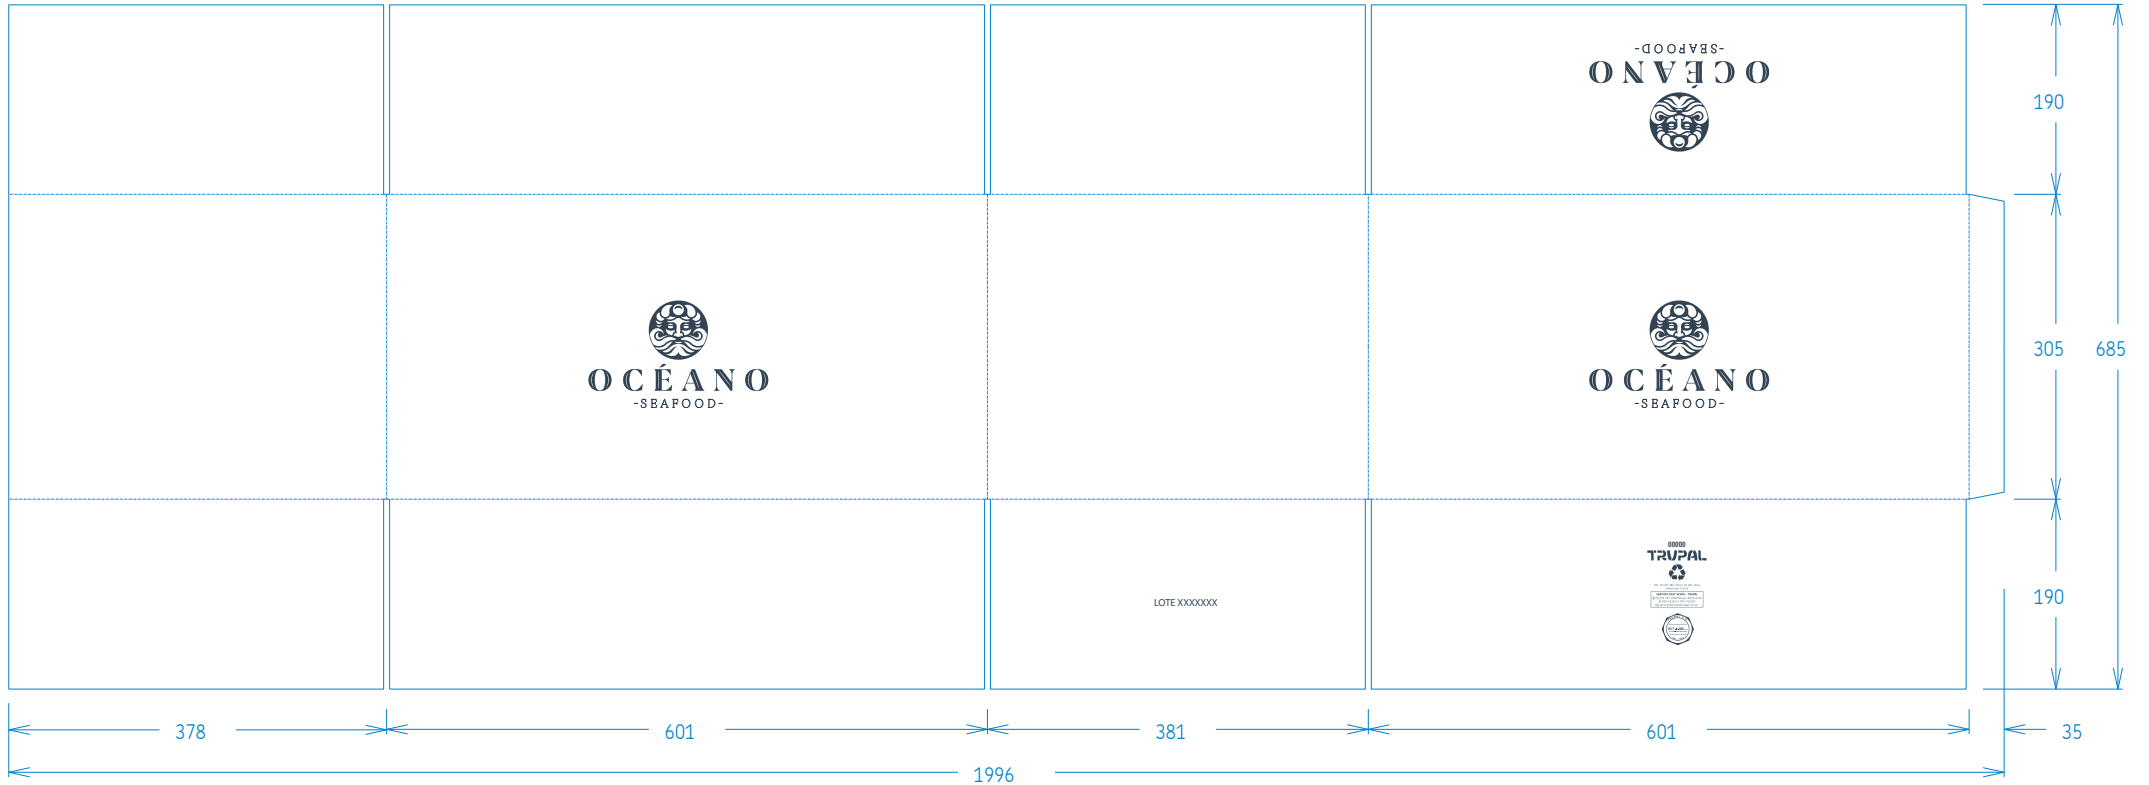 -SEAFOOD-
OCÉANO
190
OCÉANO
-SEAFOOD-
OCÉANO
-SEAFOOD-
305
685
TRUPAL
LOTE XXXXXXX
190
378
601
381
601
35
1996